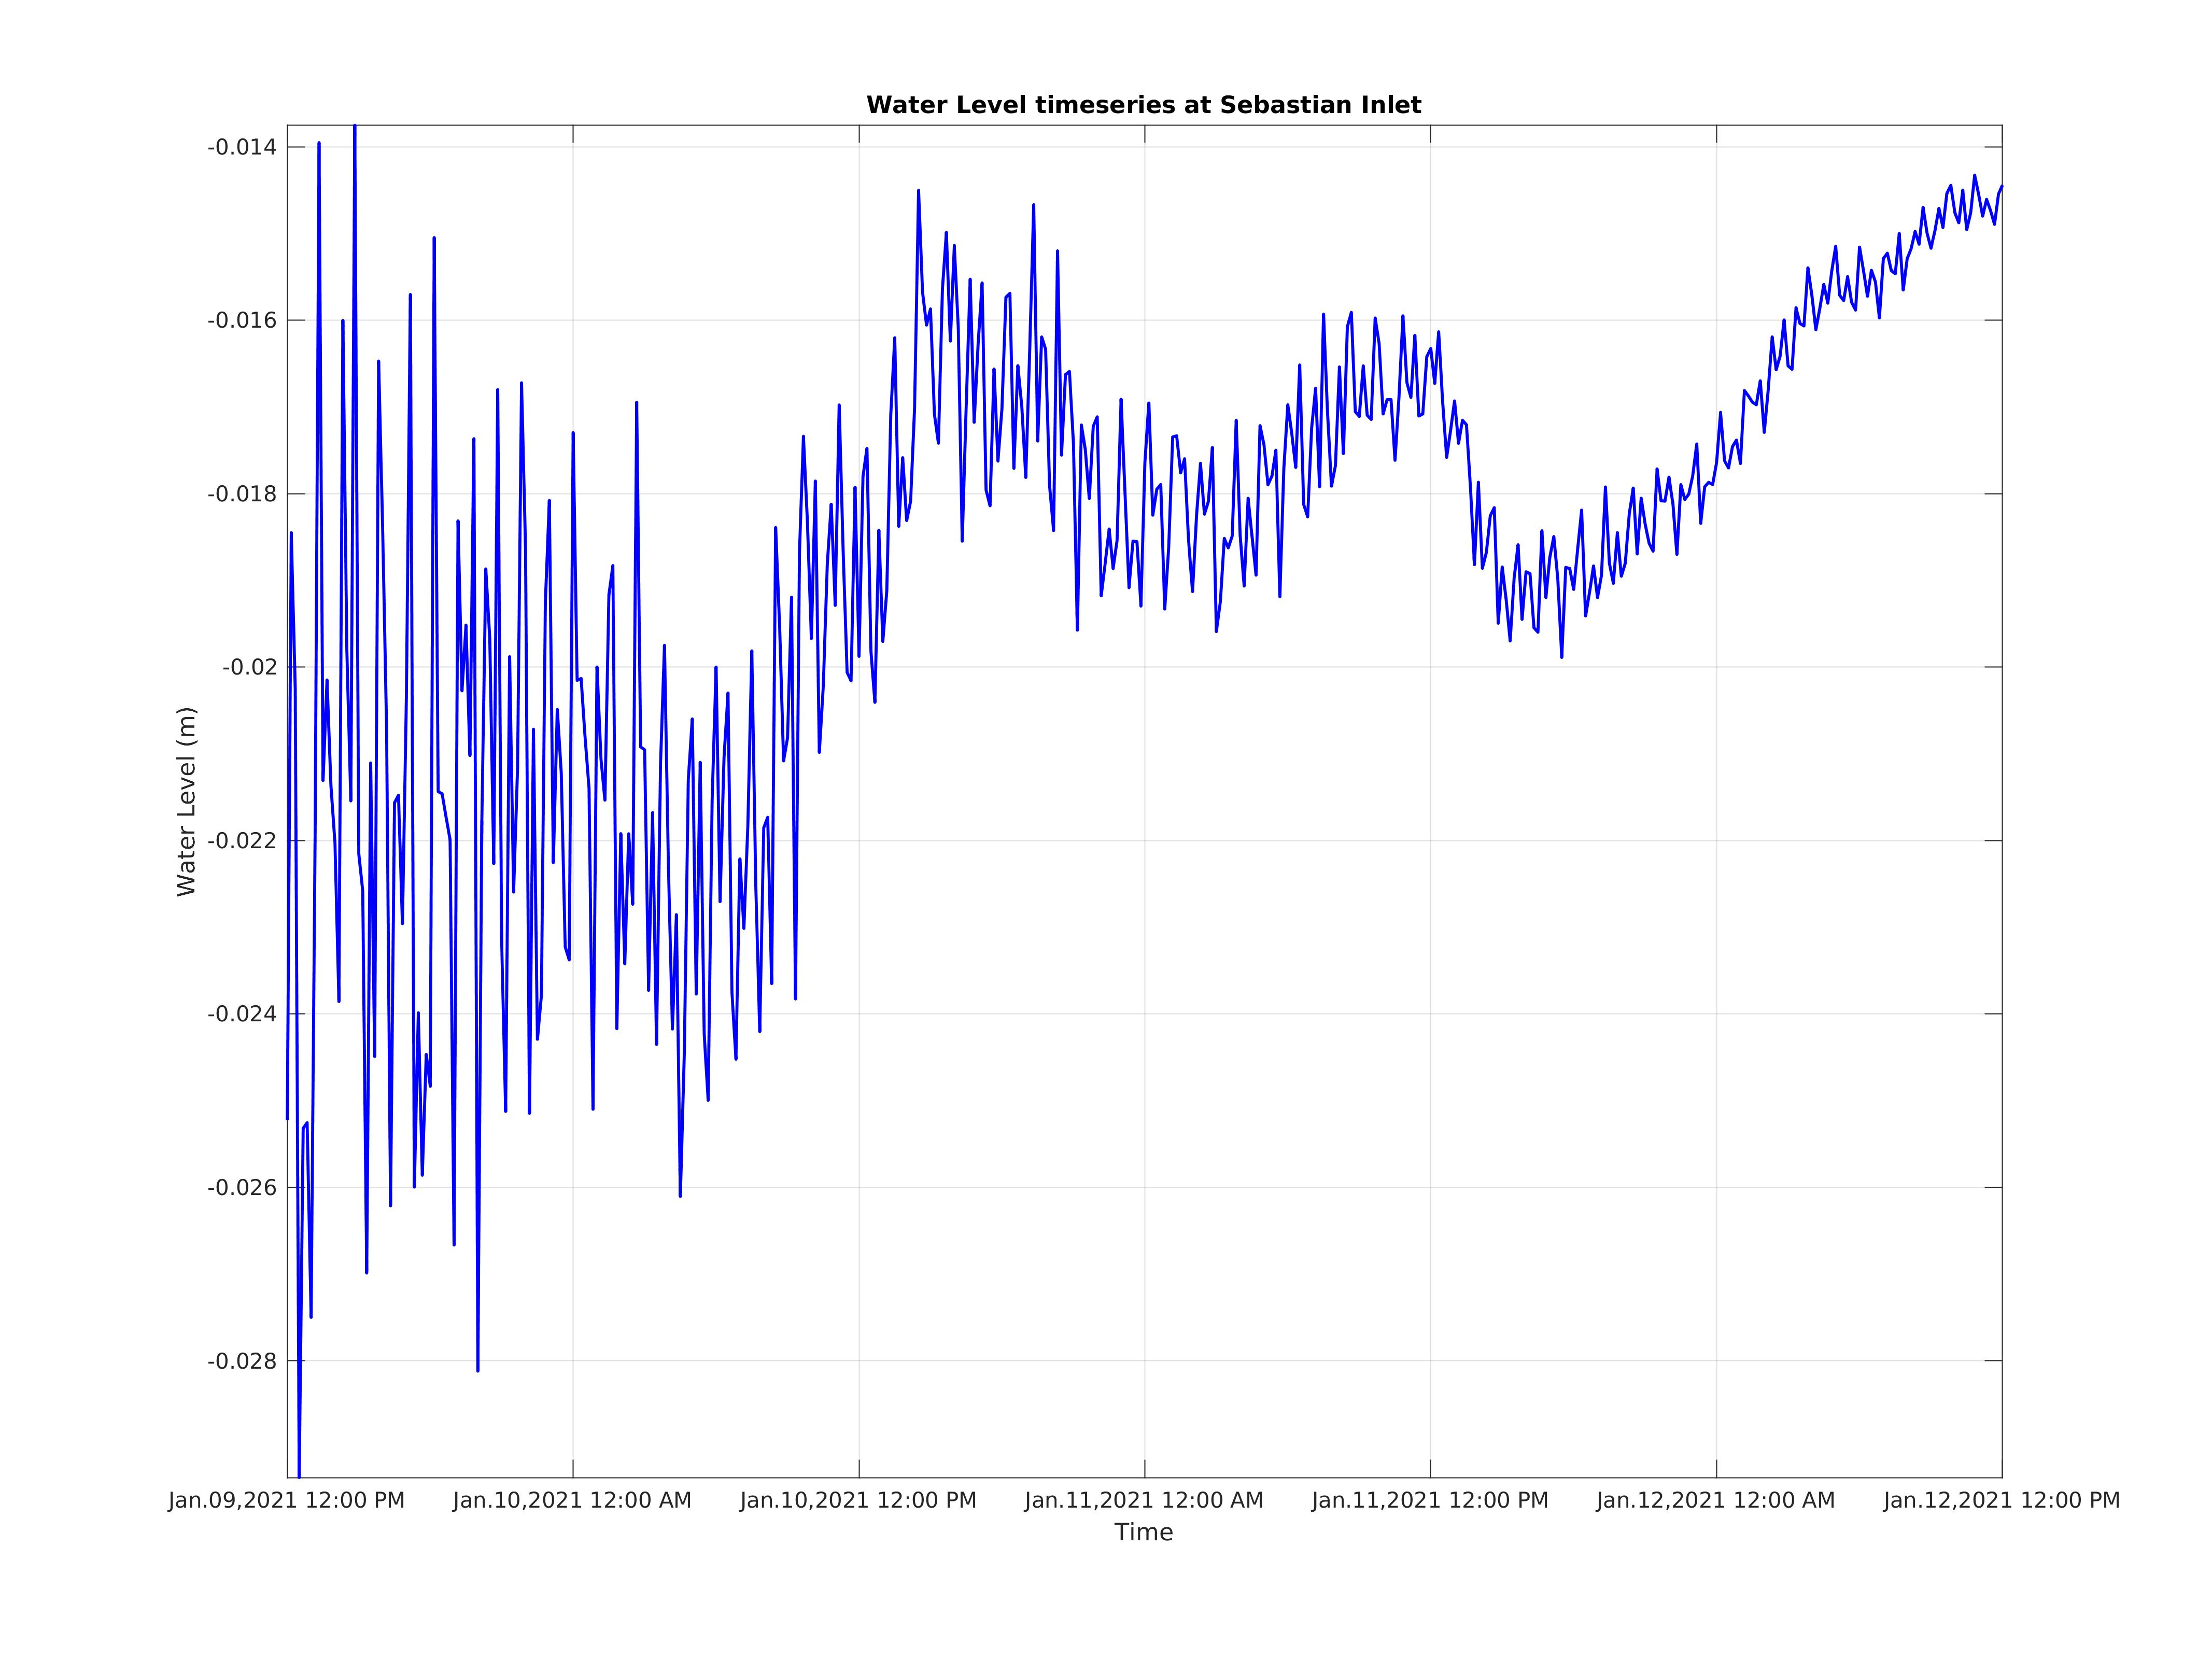 Water Level timeseries at Sebastian Inlet
-0.014
-0.016
-0.018
-0.02
-0.022
-0.024
-0.026
-0.028
Water Level (m)
Jan.09,2021 12:00 PM
Jan.10,2021 12:00 AM
Jan.10,2021 12:00 PM
Jan.11,2021 12:00 AM
Jan.11,2021 12:00 PM
Jan.12,2021 12:00 AM
Jan.12,2021 12:00 PM
Time